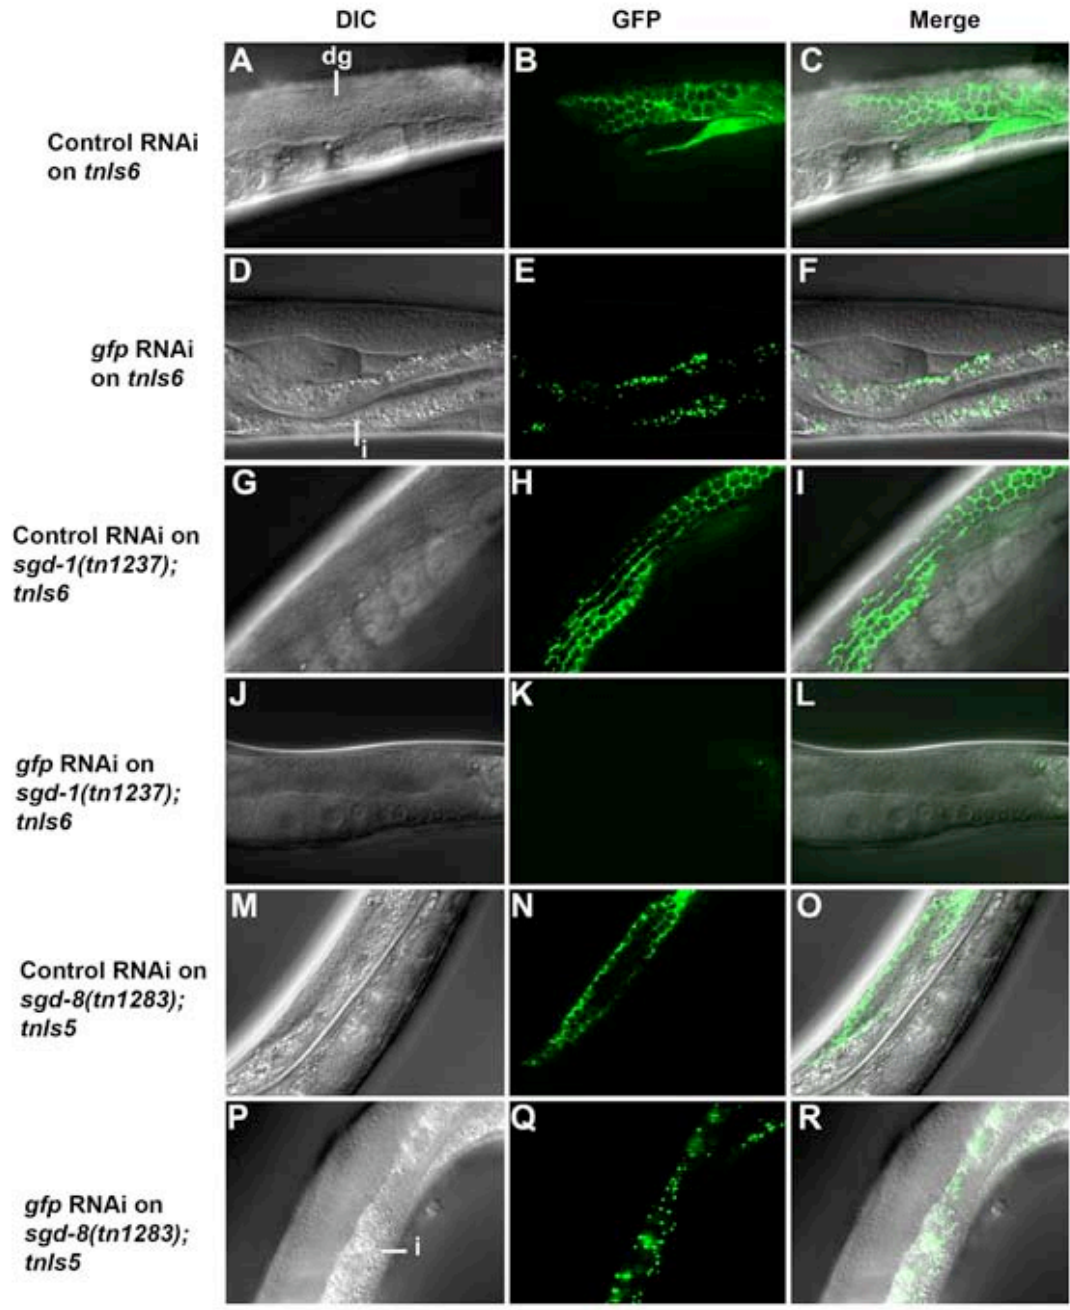 DIC GFP Merge
A dg B C
Control RNAi
on tnIs6
D E F
gfp RNAi
on tnIs6
i
G H I
Control RNAi on
sgd-1(tn1237);
tnIs6
J K L
gfp RNAi on
sgd-1(tn1237);
tnIs6
M N O
Control RNAi on
sgd-8(tn1283);
tnIs5
P Q R
gfp RNAi on
sgd-8(tn1283);
tnIs5
i